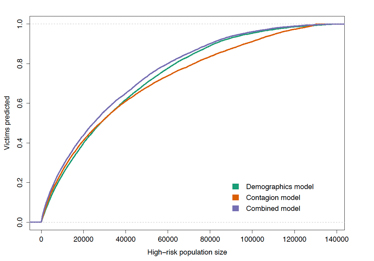 Victims predicted
1.0
0.8
0.6
0.4
0.2
0.0
Demographics model
Contagion model
Combined model
0 20000 40000 60000 80000 100000 120000 140000
High−risk population size